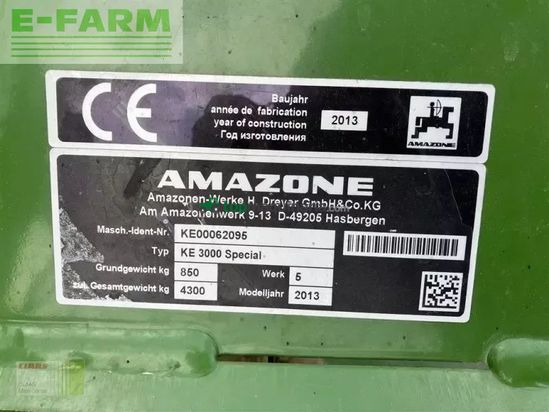 E-FARM
CE
Baujahr
année de fabrication
year of construction
Год изготовления
2013
AMAZONE
AMAZONE
Amazonen-Werke H. Dreyer GmbH&Co.KG
Am Amazonenwerk 9-13 D-49205 Hasbergen
Masch.-Ident-Nr. KE00062095
Typ KE 3000 Special
Grundgewicht kg 850 Werk 5
zul. Gesamtgewicht kg 4300 Modelljahr 2013
CLAAS